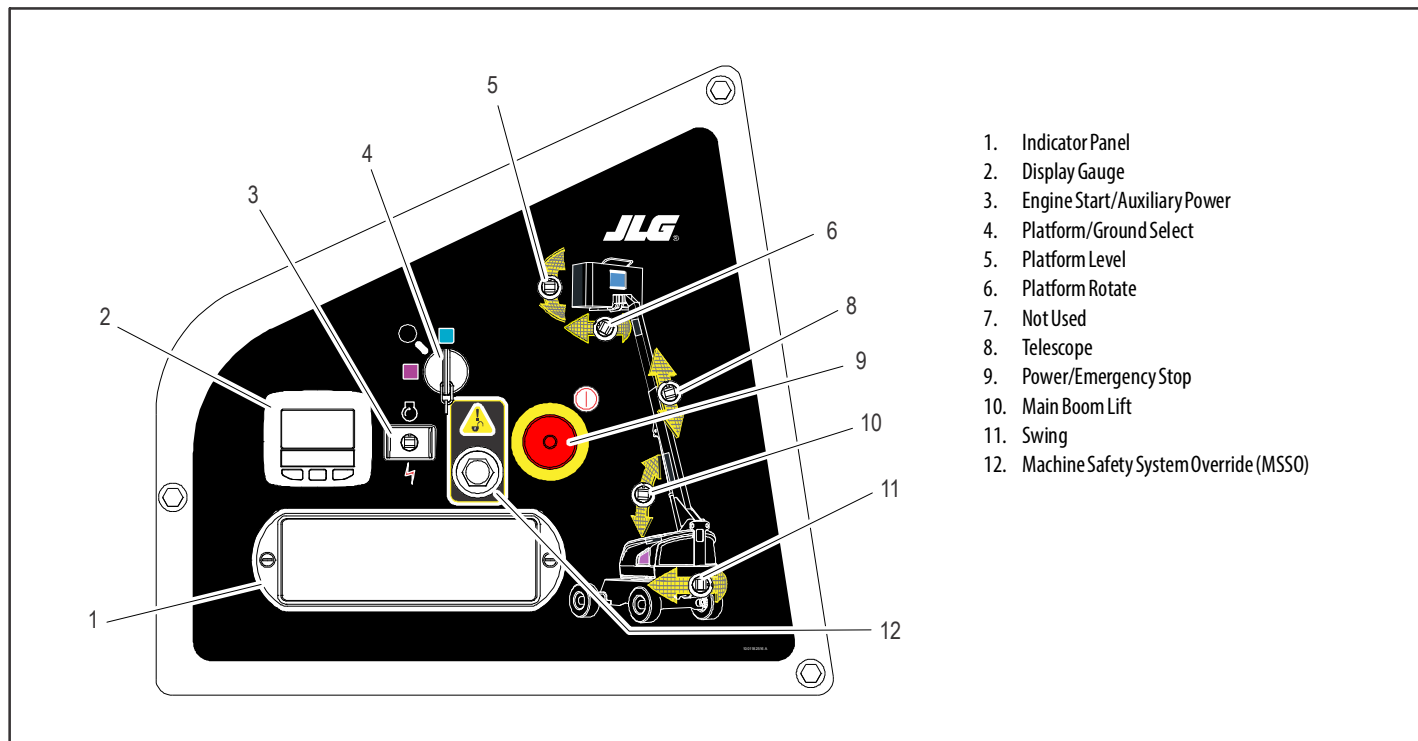 5
4
3
JLG
6
2
8
9
10
11
1
12
1. Indicator Panel
2. Display Gauge
3. Engine Start/Auxiliary Power
4. Platform/Ground Select
5. Platform Level
6. Platform Rotate
7. Not Used
8. Telescope
9. Power/Emergency Stop
10. Main Boom Lift
11. Swing
12. Machine Safety System Override (MSSO)